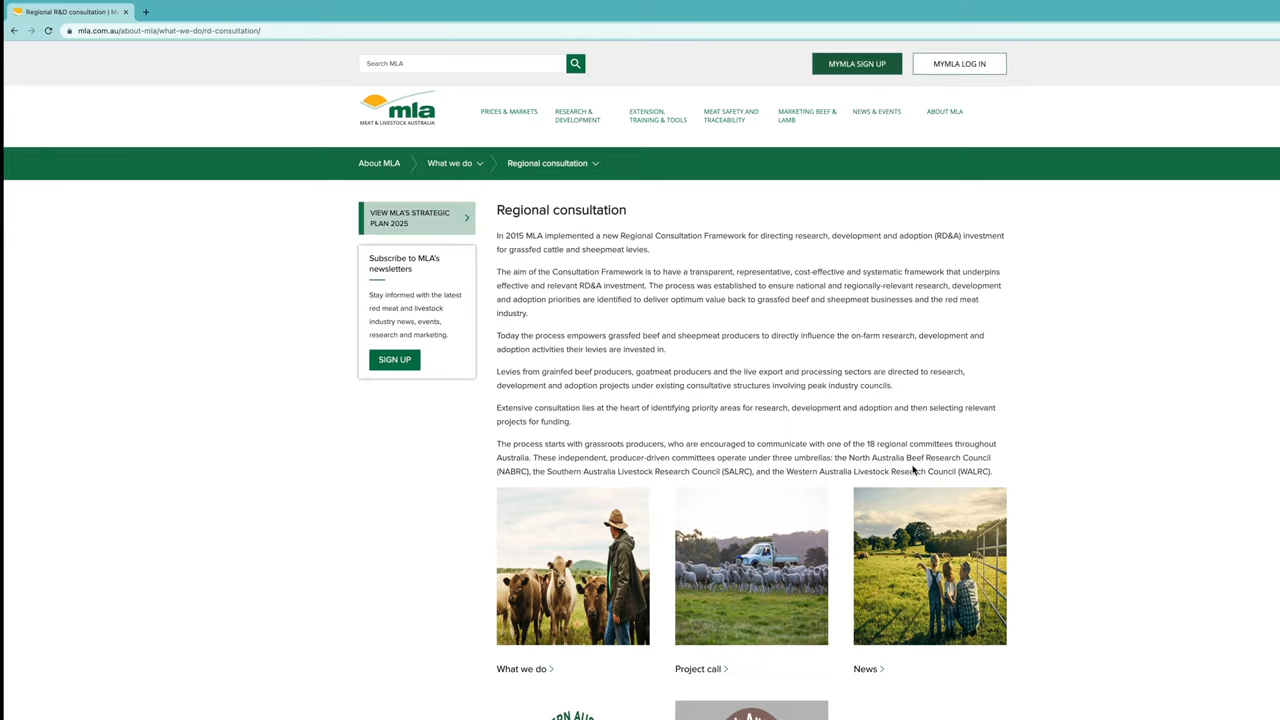 Regional R&D consultation | M
mla.com.au/about-mla/what-we-do/rd-consultation/
Search MLA
MYMLA SIGN UP
MYMLA LOG IN
mla
MEAT & LIVESTOCK AUSTRALIA
PRICES & MARKETS
RESEARCH &
DEVELOPMENT
EXTENSION,
TRAINING & TOOLS
MEAT SAFETY AND
TRACEABILITY
MARKETING BEEF &
LAMB
NEWS & EVENTS
ABOUT MLA
About MLA
What we do
Regional consultation
VIEW MLA'S STRATEGIC
PLAN 2025
Subscribe to MLA's
newsletters
Stay informed with the latest
red meat and livestock
industry news, events,
research and marketing.
SIGN UP
Regional consultation
In 2015 MLA implemented a new Regional Consultation Framework for directing research, development and adoption (RD&A) investment
for grassfed cattle and sheepmeat levies.
The aim of the Consultation Framework is to have a transparent, representative, cost-effective and systematic framework that underpins
effective and relevant RD&A investment. The process was established to ensure national and regionally-relevant research, development
and adoption priorities are identified to deliver optimum value back to grassfed beef and sheepmeat businesses and the red meat
industry.
Today the process empowers grassfed beef and sheepmeat producers to directly influence the on-farm research, development and
adoption activities their levies are invested in.
Levies from grainfed beef producers, goatmeat producers and the live export and processing sectors are directed to research,
development and adoption projects under existing consultative structures involving peak industry councils.
Extensive consultation lies at the heart of identifying priority areas for research, development and adoption and then selecting relevant
projects for funding.
The process starts with grassroots producers, who are encouraged to communicate with one of the 18 regional committees throughout
Australia. These independent, producer-driven committees operate under three umbrellas: the North Australia Beef Research Council
(NABRC), the Southern Australia Livestock Research Council (SALRC), and the Western Australia Livestock Research Council (WALRC).
What we do >
Project call >
News >